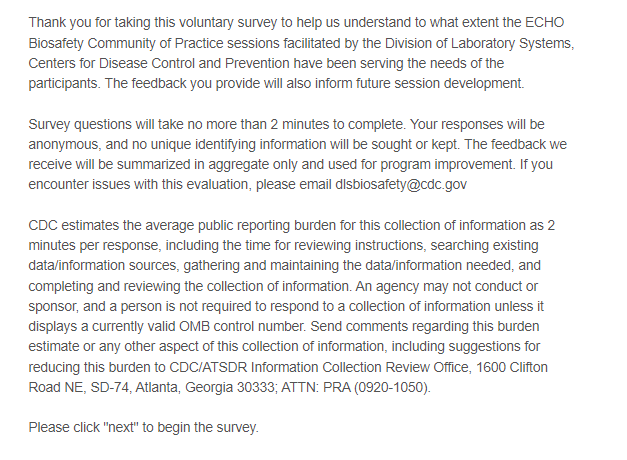 Thank you for taking this voluntary survey to help us understand to what extent the ECHO
Biosafety Community of Practice sessions facilitated by the Division of Laboratory Systems,
Centers for Disease Control and Prevention have been serving the needs of the
participants. The feedback you provide will also inform future session development.
Survey questions will take no more than 2 minutes to complete. Your responses will be
anonymous, and no unique identifying information will be sought or kept. The feedback we
receive will be summarized in aggregate only and used for program improvement. If you
encounter issues with this evaluation, please email dlsbiosafety@cdc.gov
CDC estimates the average public reporting burden for this collection of information as 2
minutes per response, including the time for reviewing instructions, searching existing
data/information sources, gathering and maintaining the data/information needed, and
completing and reviewing the collection of information. An agency may not conduct or
sponsor, and a person is not required to respond to a collection of information unless it
displays a currently valid OMB control number. Send comments regarding this burden
estimate or any other aspect of this collection of information, including suggestions for
reducing this burden to CDC/ATSDR Information Collection Review Office, 1600 Clifton
Road NE, SD-74, Atlanta, Georgia 30333; ATTN: PRA (0920-1050).
Please click "next" to begin the survey.